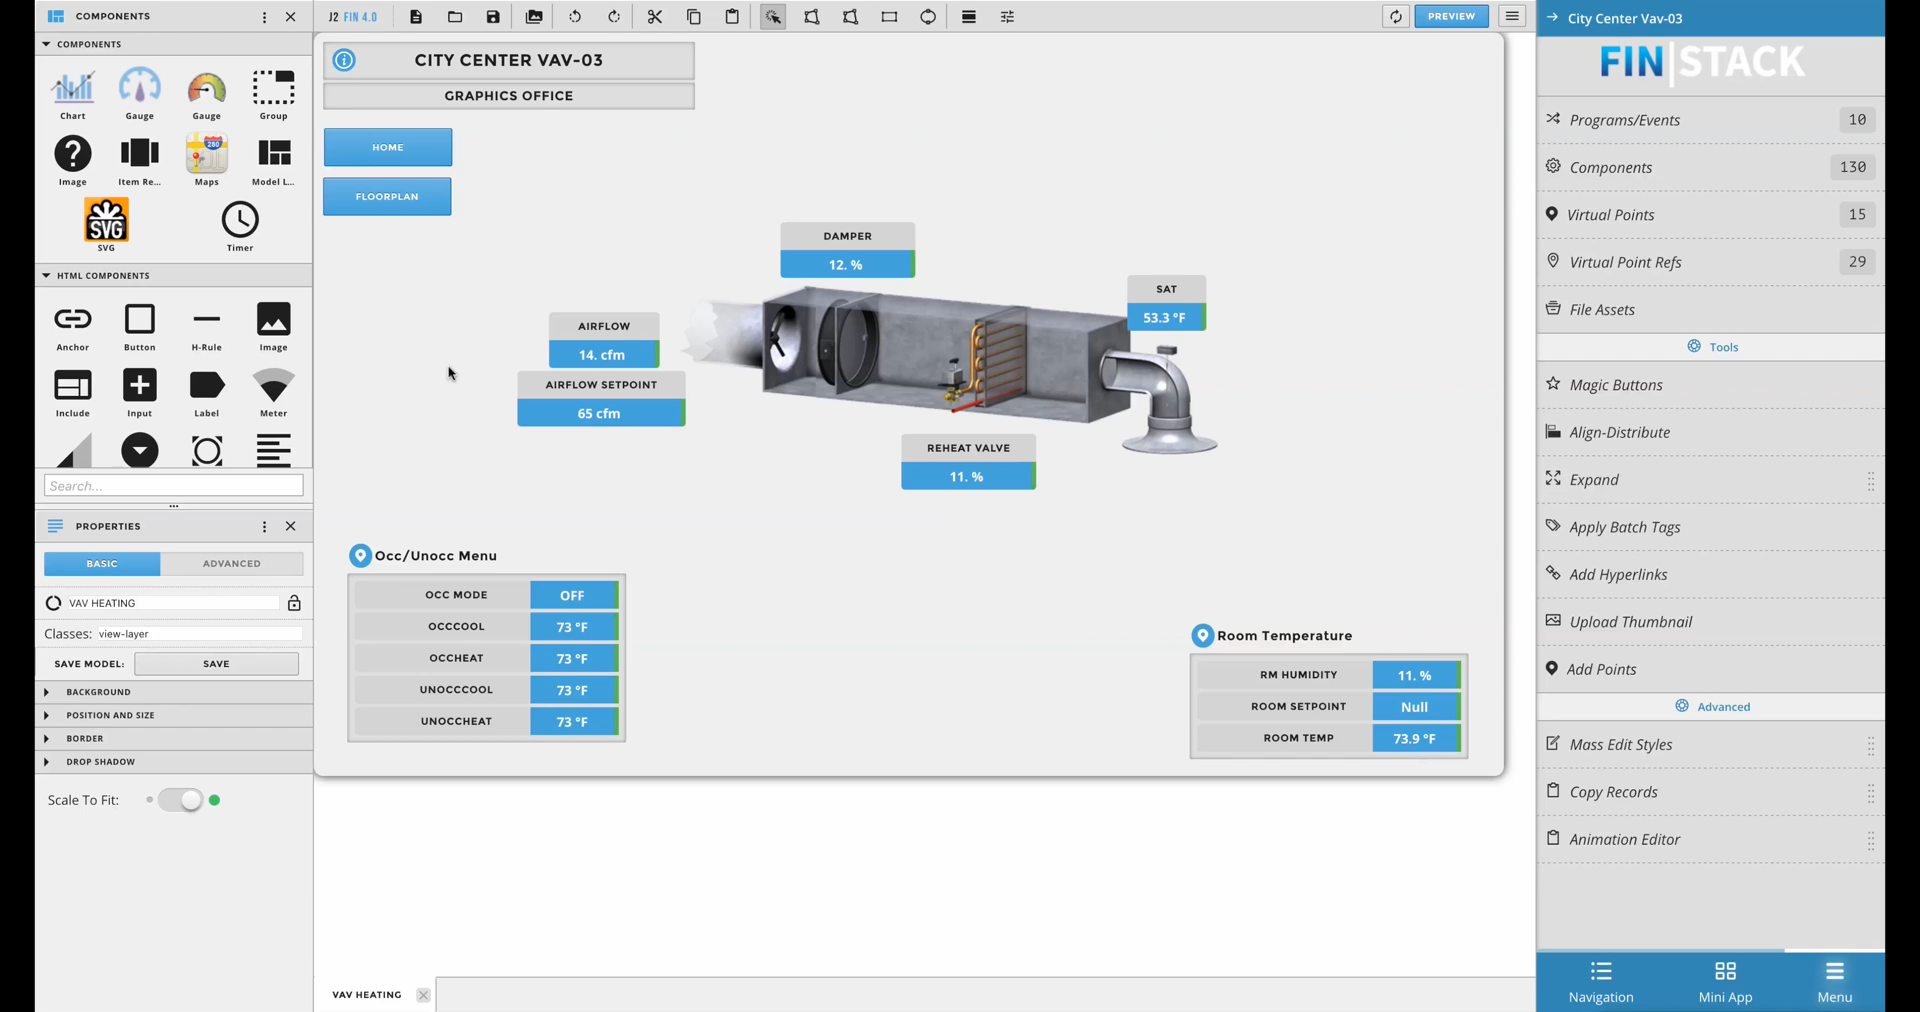 COMPONENTS
COMPONENTS
Chart
Gauge
Gauge
Group
Image
Item Re...
280
Maps
Model L...
SVG
SVG
Timer
HTML COMPONENTS
Anchor
Button
H-Rule
Image
Include
Input
Label
Meter
Search...
PROPERTIES
BASIC
ADVANCED
VAV HEATING
Classes: view-layer
SAVE MODEL: SAVE
BACKGROUND
POSITION AND SIZE
BORDER
DROP SHADOW
Scale To Fit:
J2 FIN 4.0
PREVIEW
CITY CENTER VAV-03
GRAPHICS OFFICE
HOME
FLOORPLAN
DAMPER
12. %
SAT
53.3 °F
AIRFLOW
14. cfm
AIRFLOW SETPOINT
65 cfm
REHEAT VALVE
11. %
Occ/Unocc Menu
OCC MODE OFF
OCCCOOL 73 °F
OCCHEAT 73 °F
UNOCCCOOL 73 °F
UNOCCHEAT 73 °F
Room Temperature
RM HUMIDITY 11. %
ROOM SETPOINT Null
ROOM TEMP 73.9 °F
VAV HEATING
City Center Vav-03
FIN|STACK
Programs/Events 10
Components 130
Virtual Points 15
Virtual Point Refs 29
File Assets
Tools
Magic Buttons
Align-Distribute
Expand
Apply Batch Tags
Add Hyperlinks
Upload Thumbnail
Add Points
Advanced
Mass Edit Styles
Copy Records
Animation Editor
Navigation
Mini App
Menu